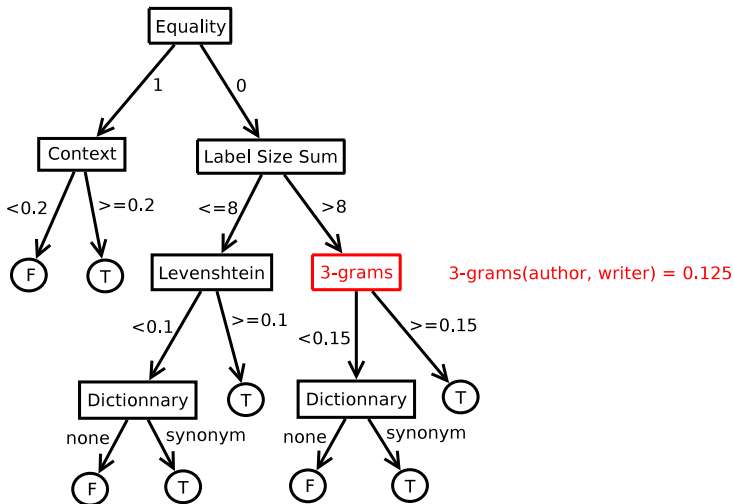 Equality
1
0
Context
Label Size Sum
<0.2
>=0.2
<=8
>8
F
T
Levenshtein
3-grams
3-grams(author, writer) = 0.125
<0.1
>=0.1
<0.15
>=0.15
Dictionnary
T
Dictionnary
T
none
synonym
none
synonym
F
T
F
T